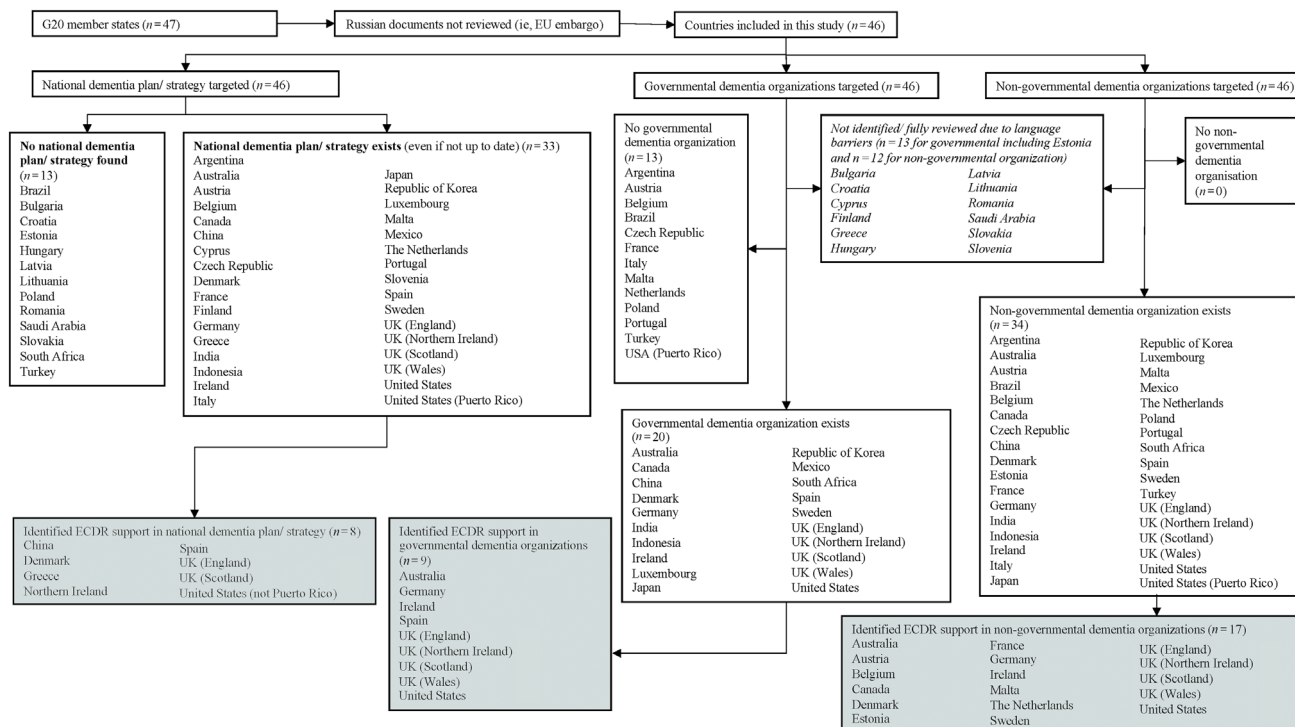 G20 member states (n=47)
Russian documents not reviewed (ie, EU embargo)
Countries included in this study (n=46)
National dementia plan/ strategy targeted (n=46)
Governmental dementia organizations targeted (n=46)
Non-governmental dementia organizations targeted (n=46)
No national dementia
plan/ strategy found
(n=13)
Brazil
Bulgaria
Croatia
Estonia
Hungary
Latvia
Lithuania
Poland
Romania
Saudi Arabia
Slovakia
South Africa
Turkey
National dementia plan/ strategy exists (even if not up to date) (n=33)
Argentina
Australia
Austria
Belgium
Canada
China
Cyprus
Czech Republic
Denmark
France
Finland
Germany
Greece
India
Indonesia
Ireland
Italy
Japan
Republic of Korea
Luxembourg
Malta
Mexico
The Netherlands
Portugal
Slovenia
Spain
Sweden
UK (England)
UK (Northern Ireland)
UK (Scotland)
UK (Wales)
United States
United States (Puerto Rico)
No governmental
dementia organization
(n=13)
Argentina
Austria
Belgium
Brazil
Czech Republic
France
Italy
Malta
Netherlands
Poland
Portugal
Turkey
USA (Puerto Rico)
Not identified/ fully reviewed due to language
barriers (n=13 for governmental including Estonia
and n=12 for non-governmental organization)
Bulgaria
Croatia
Cyprus
Finland
Greece
Hungary
Latvia
Lithuania
Romania
Saudi Arabia
Slovakia
Slovenia
No non-
governmental
dementia
organisation
(n=0)
Governmental dementia organization exists
(n=20)
Australia
Canada
China
Denmark
Germany
India
Indonesia
Ireland
Luxembourg
Japan
Republic of Korea
Mexico
South Africa
Spain
Sweden
UK (England)
UK (Northern Ireland)
UK (Scotland)
UK (Wales)
United States
Non-governmental dementia organization exists
(n=34)
Argentina
Australia
Austria
Brazil
Belgium
Canada
Czech Republic
China
Denmark
Estonia
France
Germany
India
Indonesia
Ireland
Italy
Japan
Republic of Korea
Luxembourg
Malta
Mexico
The Netherlands
Poland
Portugal
South Africa
Spain
Sweden
Turkey
UK (England)
UK (Northern Ireland)
UK (Scotland)
UK (Wales)
United States
United States (Puerto Rico)
Identified ECDR support in national dementia plan/ strategy (n=8)
China
Denmark
Greece
Northern Ireland
Spain
UK (England)
UK (Scotland)
United States (not Puerto Rico)
Identified ECDR support in
governmental dementia organizations
(n=9)
Australia
Germany
Ireland
Spain
UK (England)
UK (Northern Ireland)
UK (Scotland)
UK (Wales)
United States
Identified ECDR support in non-governmental dementia organizations (n=17)
Australia
Austria
Belgium
Canada
Denmark
Estonia
France
Germany
Ireland
Malta
The Netherlands
Sweden
UK (England)
UK (Northern Ireland)
UK (Scotland)
UK (Wales)
United States